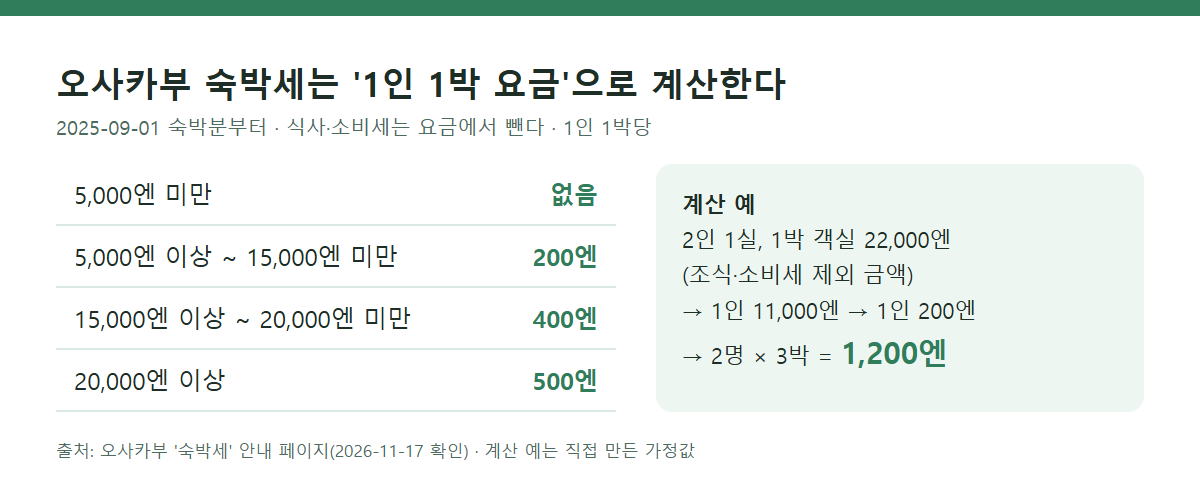 오사카부 숙박세는 '1인 1박 요금'으로 계산한다
2025-09-01 숙박분부터 · 식사·소비세는 요금에서 뺀다 · 1인 1박당
5,000엔 미만 없음
5,000엔 이상 ~ 15,000엔 미만 200엔
15,000엔 이상 ~ 20,000엔 미만 400엔
20,000엔 이상 500엔
계산 예
2인 1실, 1박 객실 22,000엔
(조식·소비세 제외 금액)
→ 1인 11,000엔 → 1인 200엔
→ 2명 × 3박 = 1,200엔
출처: 오사카부 '숙박세' 안내 페이지(2026-11-17 확인) · 계산 예는 직접 만든 가정값